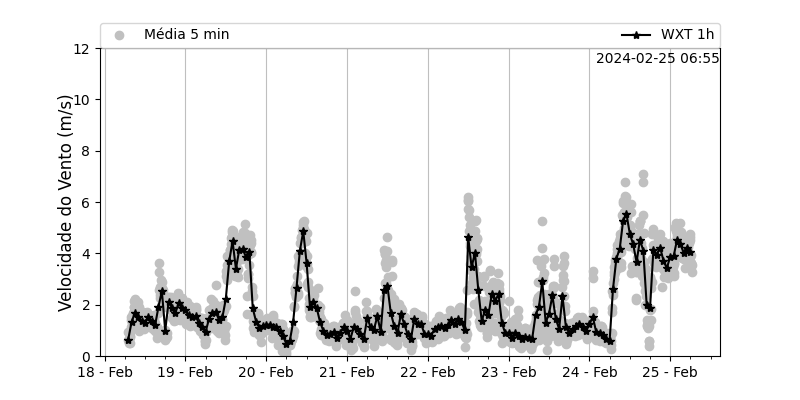 Média 5 min
WXT 1h
2024-02-25 06:55
Velocidade do Vento (m/s)
12
10
8
6
4
2
0
18 - Feb
19 - Feb
20 - Feb
21 - Feb
22 - Feb
23 - Feb
24 - Feb
25 - Feb